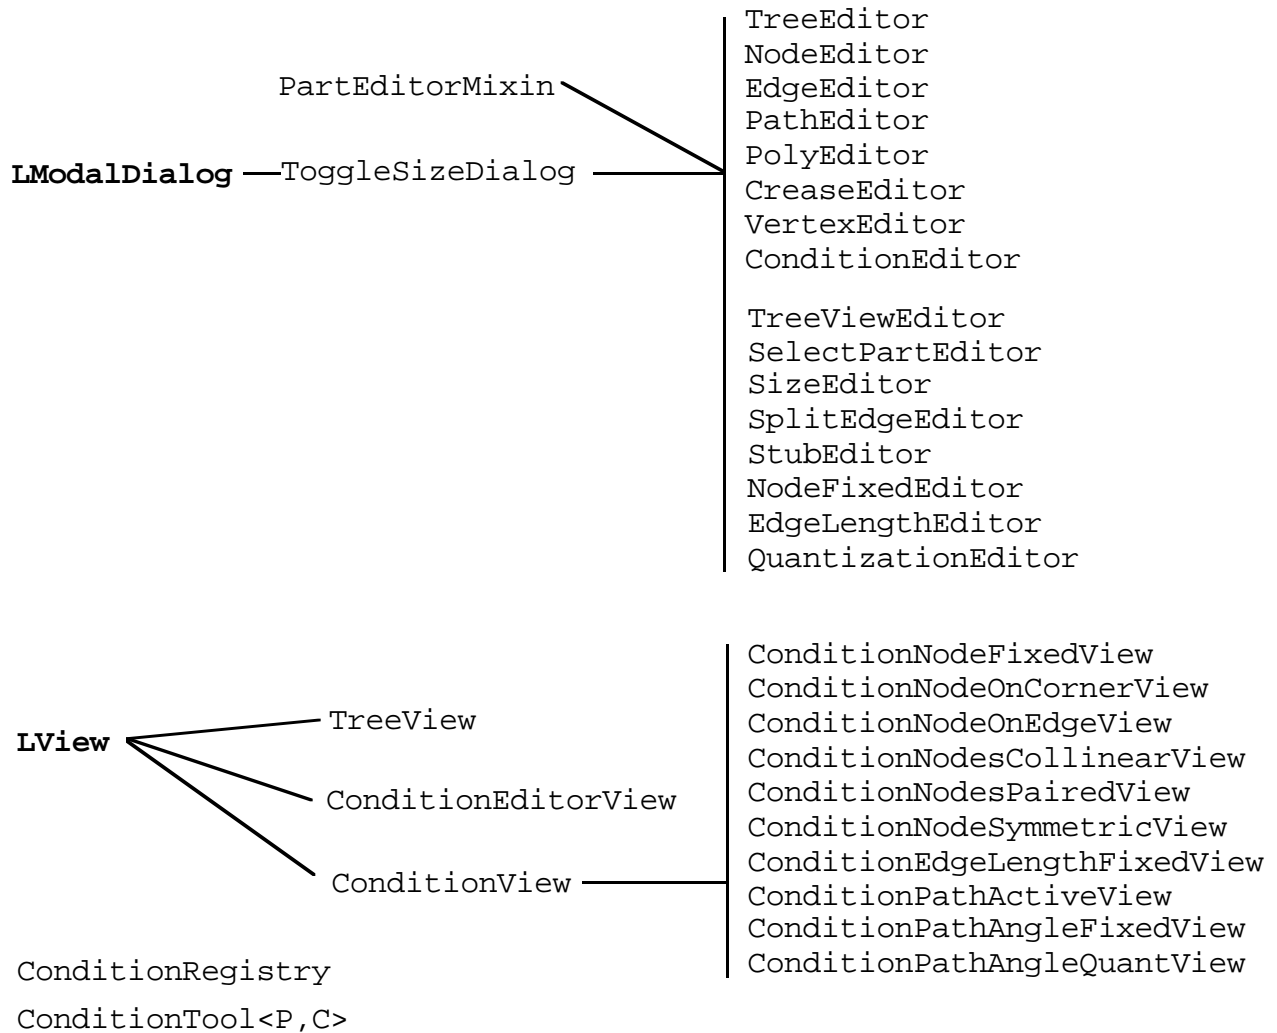 TreeEditor
NodeEditor
PartEditorMixin
EdgeEditor
PathEditor
PolyEditor
LModalDialog
ToggleSizeDialog
CreaseEditor
VertexEditor
ConditionEditor
TreeViewEditor
SelectPartEditor
SizeEditor
SplitEdgeEditor
StubEditor
NodeFixedEditor
EdgeLengthEditor
QuantizationEditor
LView
TreeView
ConditionEditorView
ConditionView
ConditionNodeFixedView
ConditionNodeOnCornerView
ConditionNodeOnEdgeView
ConditionNodesCollinearView
ConditionNodesPairedView
ConditionNodeSymmetricView
ConditionEdgeLengthFixedView
ConditionPathActiveView
ConditionPathAngleFixedView
ConditionPathAngleQuantView
ConditionRegistry
ConditionTool<P,C>